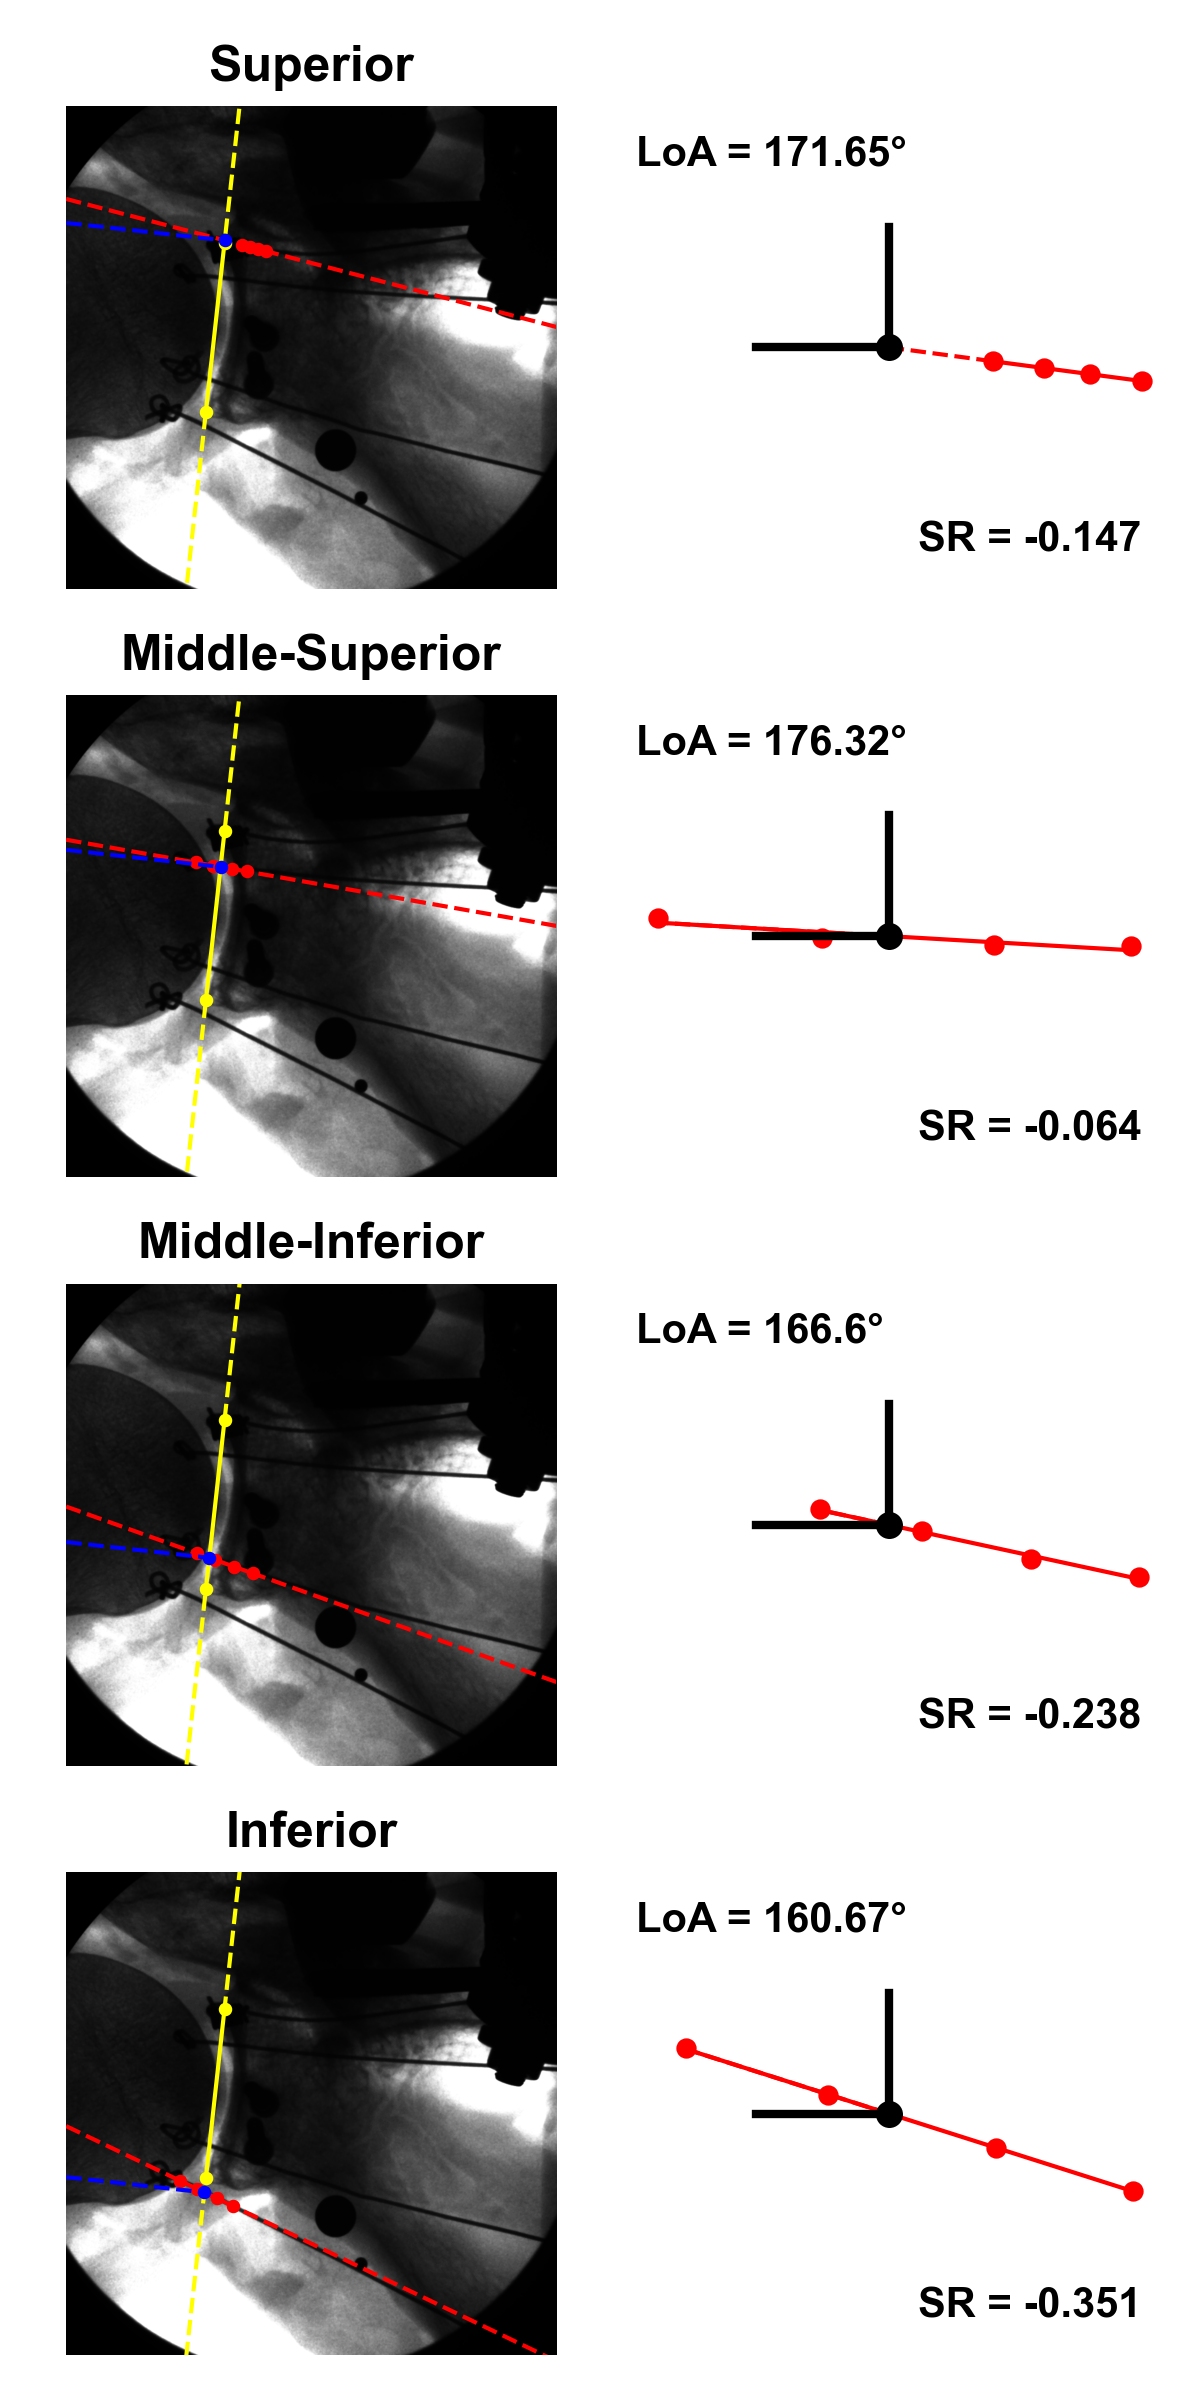 Superior
LoA = 171.65°
SR = -0.147
Middle-Superior
LoA = 176.32°
SR = -0.064
Middle-Inferior
LoA = 166.6°
SR = -0.238
Inferior
LoA = 160.67°
SR = -0.351